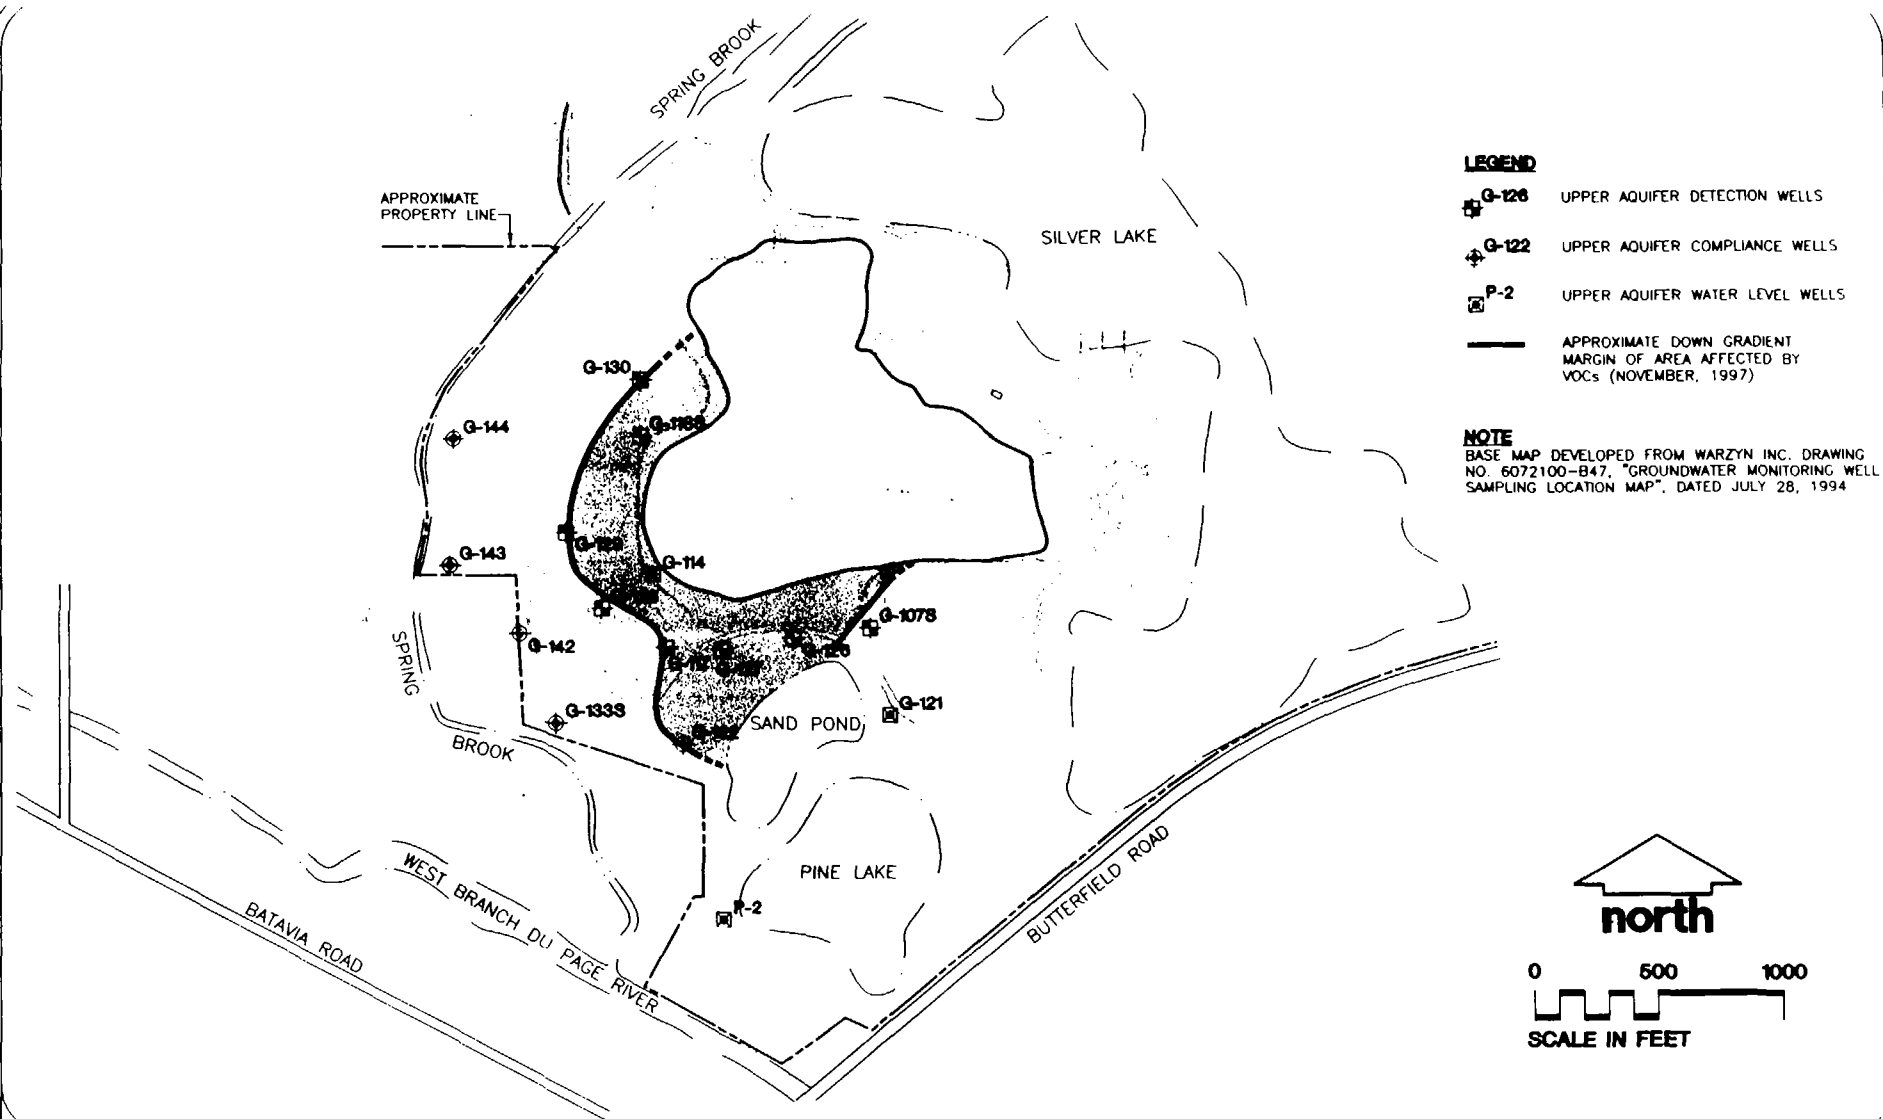 SPRING BROOK
APPROXIMATE
PROPERTY LINE
SILVER LAKE
G-130
G-118S
G-144
G-143
G-114
G-142
G-107S
G-126
G-133S
G-121
SAND POND
SPRING
BROOK
PINE LAKE
P-2
WEST BRANCH DU PAGE RIVER
BATAVIA ROAD
BUTTERFIELD ROAD
LEGEND
G-126 UPPER AQUIFER DETECTION WELLS
G-122 UPPER AQUIFER COMPLIANCE WELLS
P-2 UPPER AQUIFER WATER LEVEL WELLS
APPROXIMATE DOWN GRADIENT
MARGIN OF AREA AFFECTED BY
VOCs (NOVEMBER, 1997)
NOTE
BASE MAP DEVELOPED FROM WARZYN INC. DRAWING
NO. 6072100-B47, "GROUNDWATER MONITORING WELL
SAMPLING LOCATION MAP", DATED JULY 28, 1994
north
0 500 1000
SCALE IN FEET